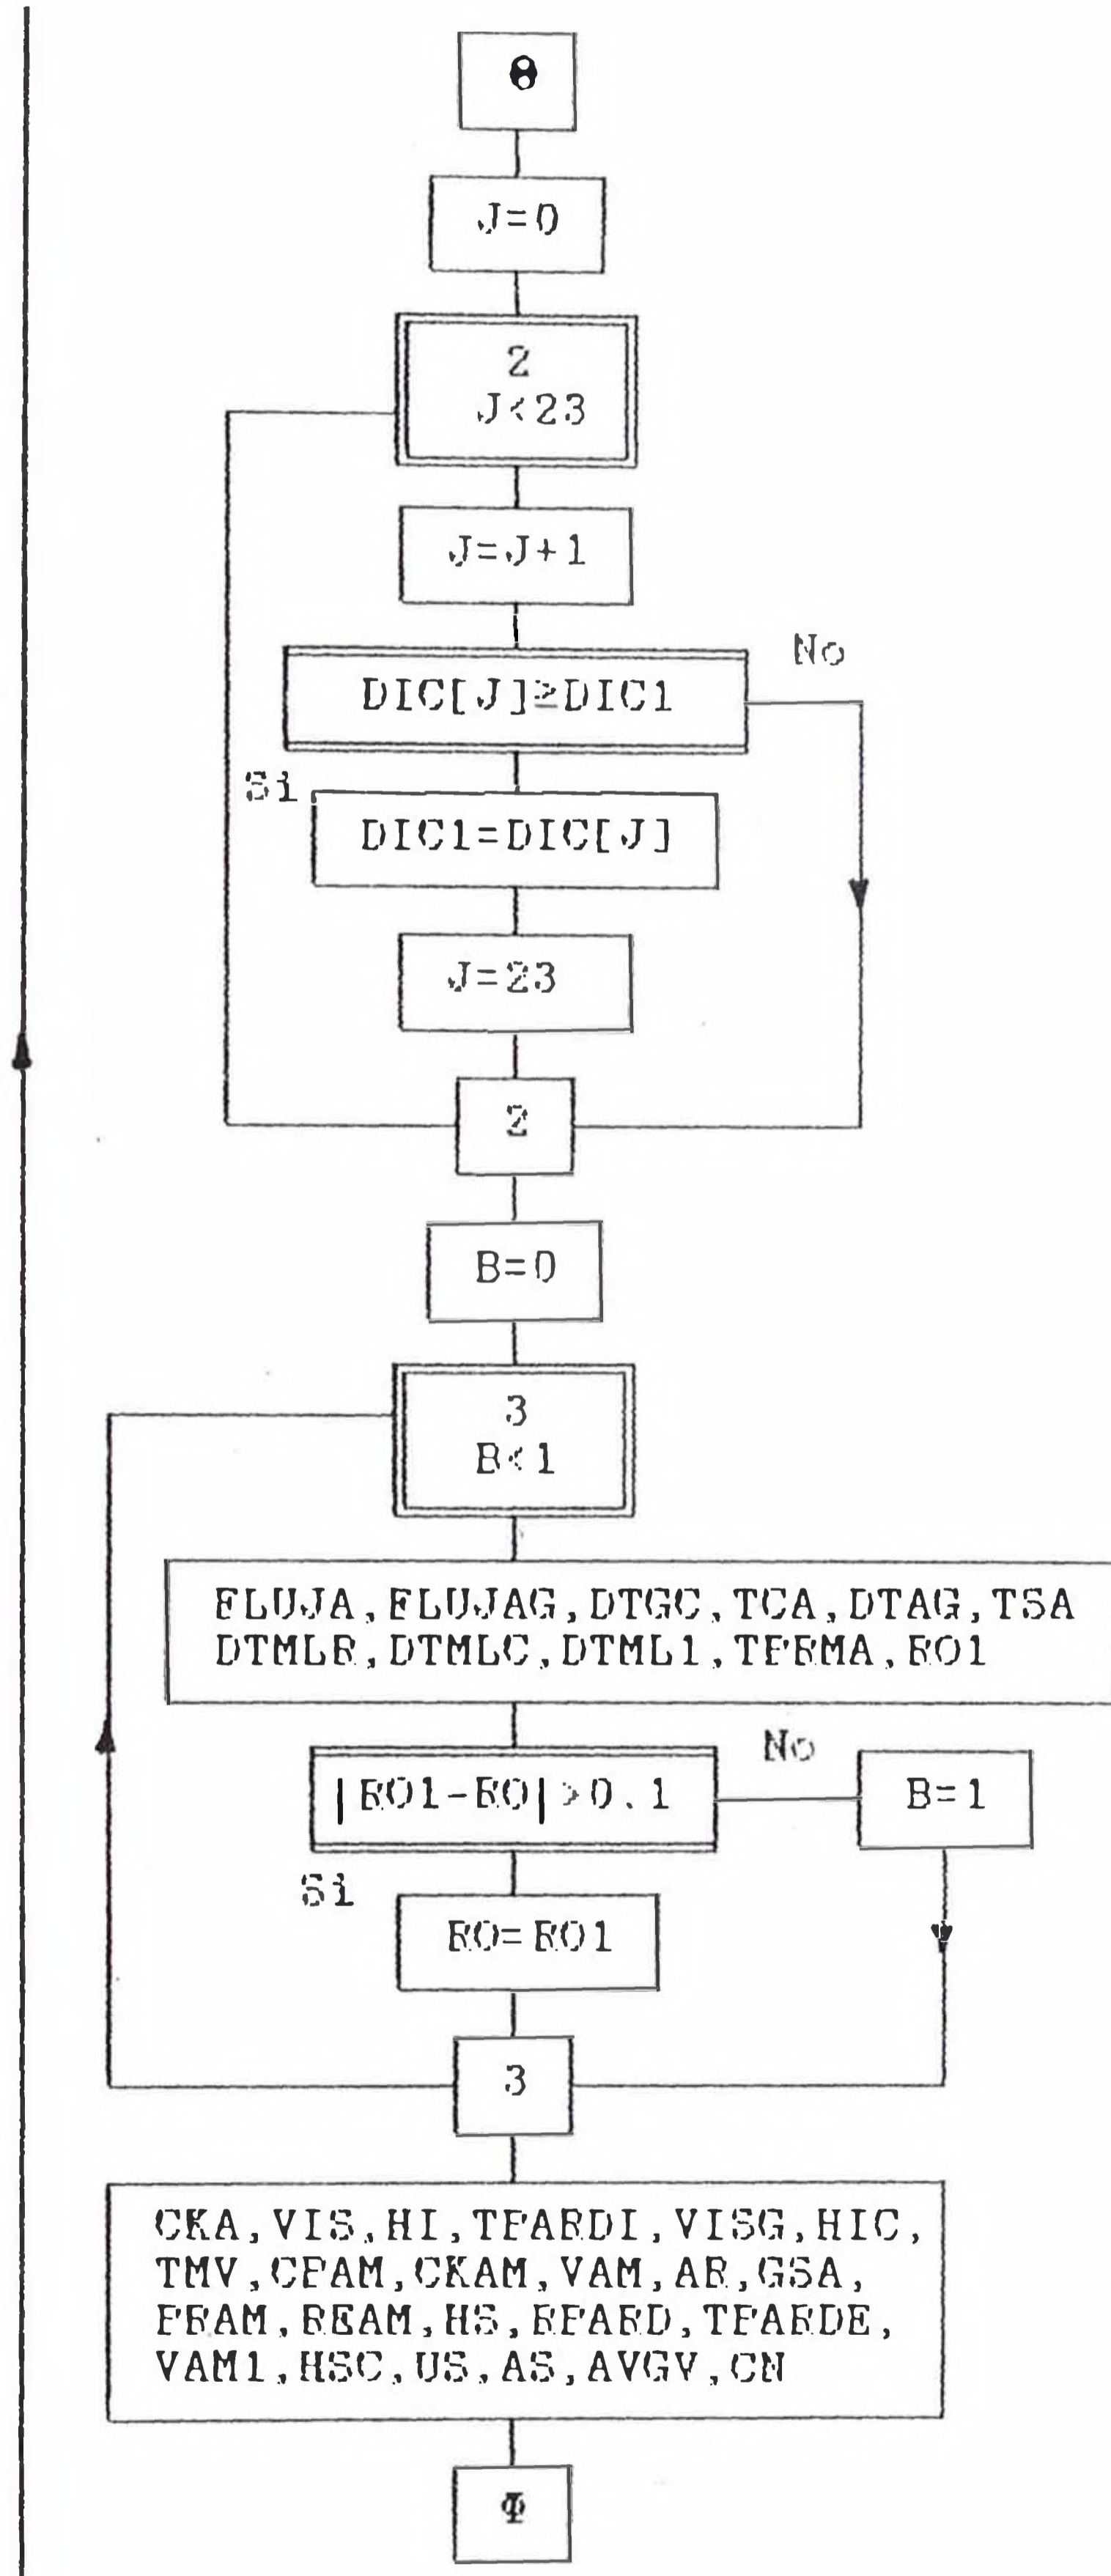 θ
J=0
2
J<23
J=J+1
No
DIC[J]≥DIC1
Si
DIC1=DIC[J]
J=23
2
B=0
3
B<1
FLUJA,FLUJAG,DTGC,TCA,DTAG,TSA
DTMLR,DTMLC,DTML1,TPRMA,RO1
No
|RO1-RO|>0.1
B=1
Si
RO=RO1
3
CKA,VIS,HI,TPARDI,VISG,HIC,
TMV,CPAM,CKAM,VAM,AR,GSA,
PRAM,REAM,HS,RPARD,TPARDE,
VAM1,HSC,US,AS,AVGV,CN
Φ